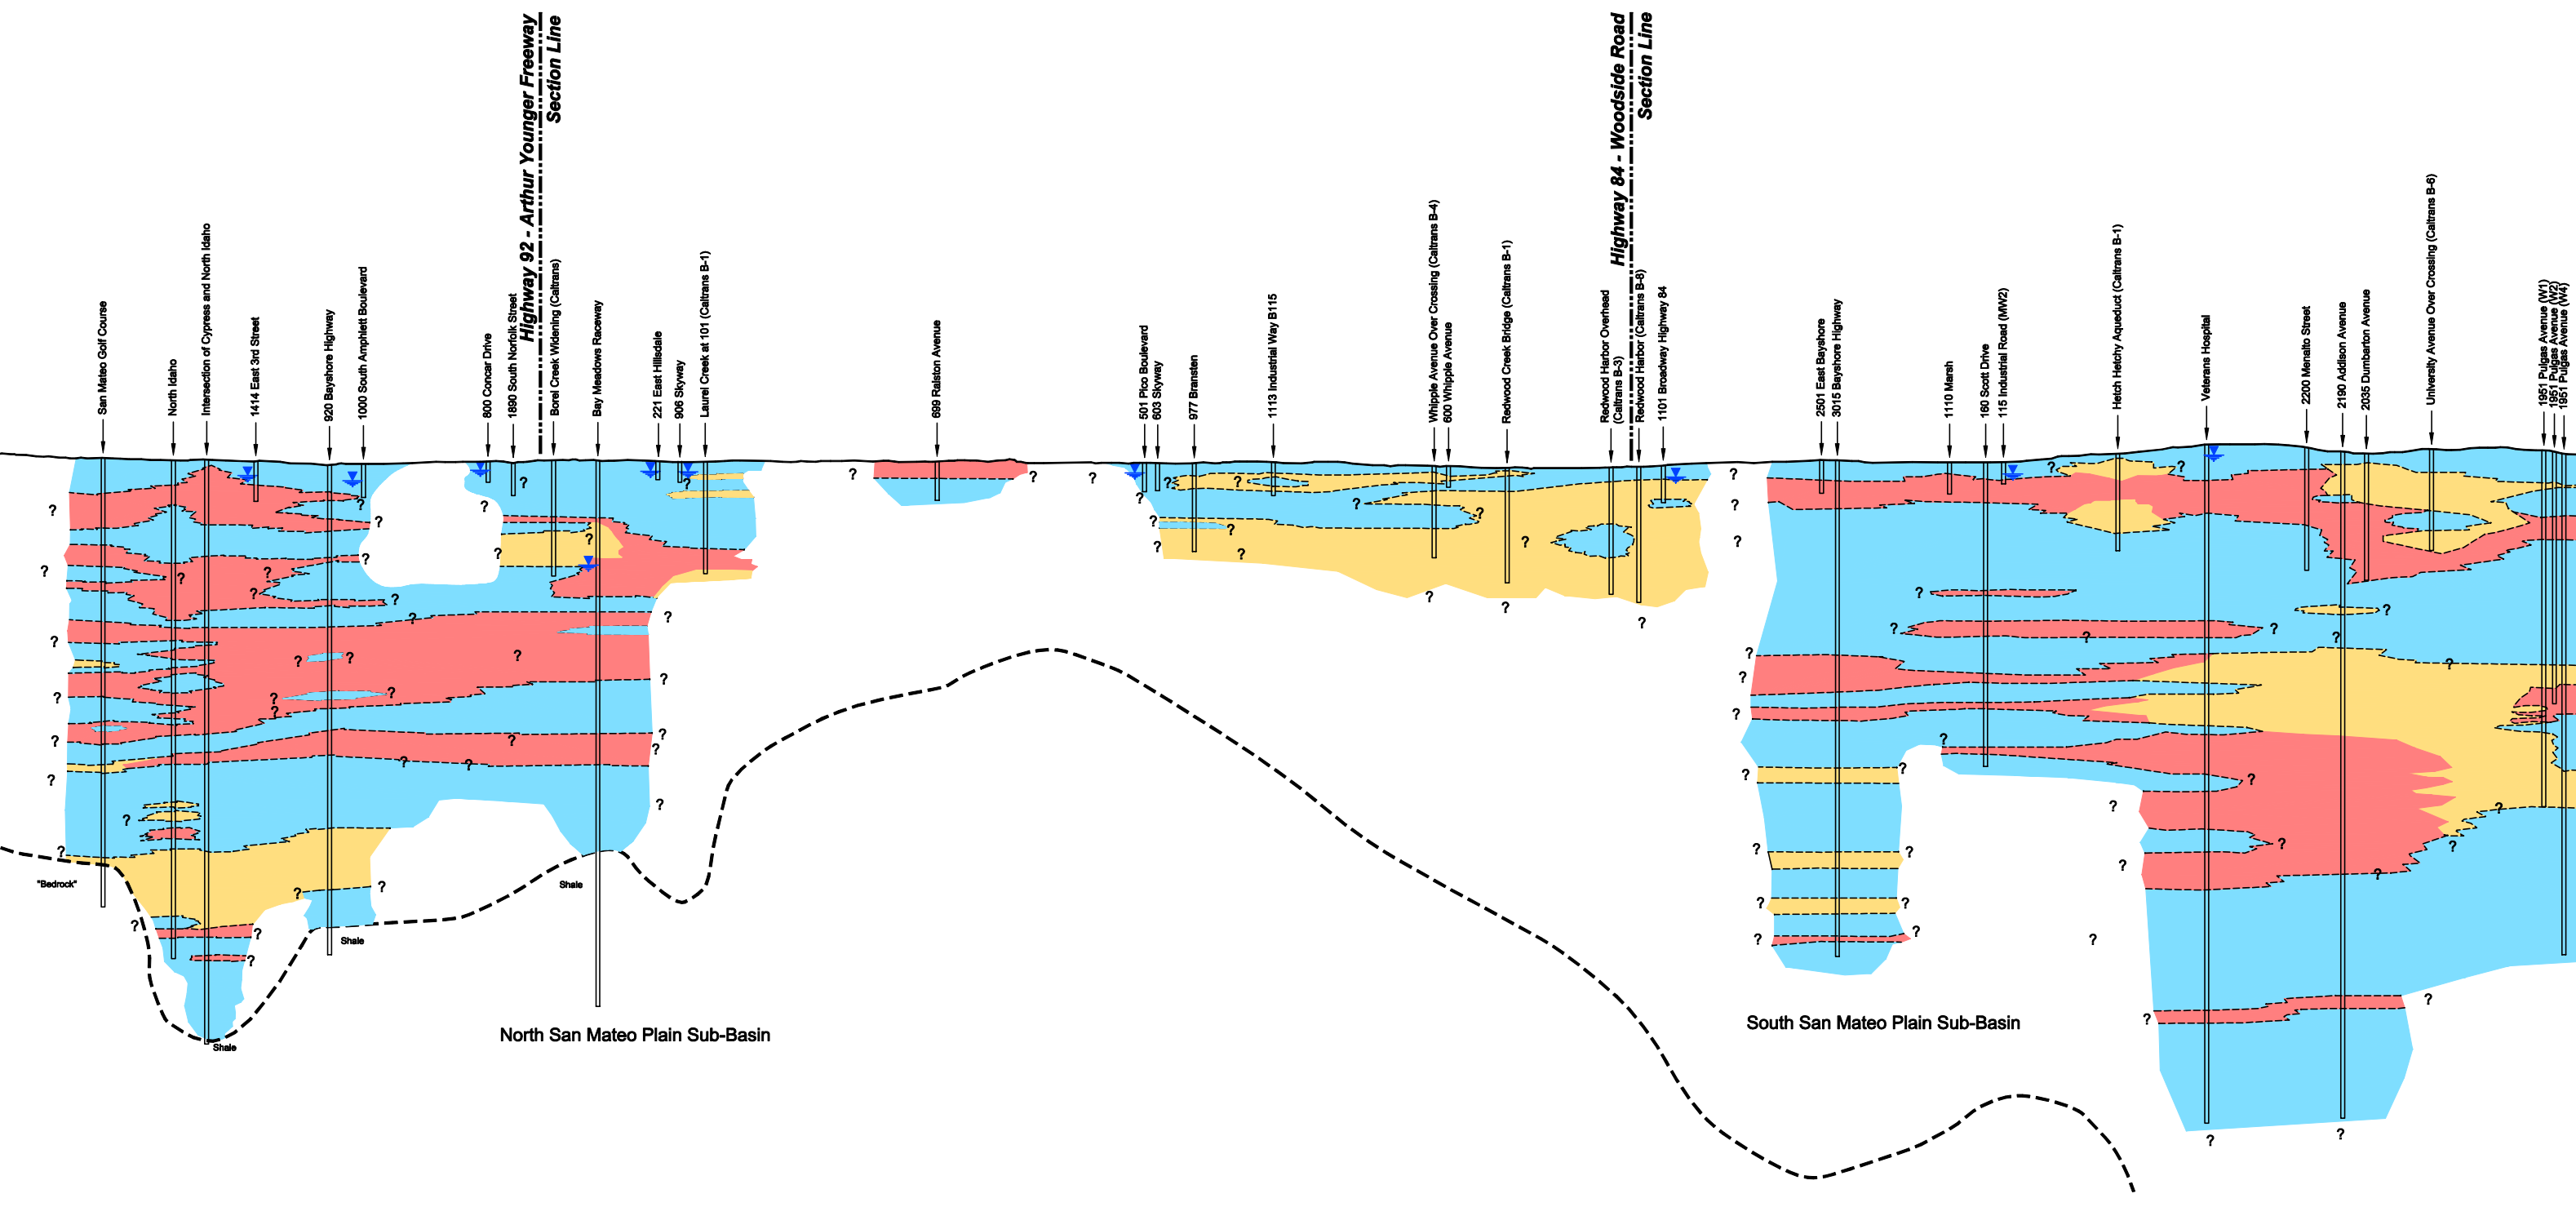 Highway 92 - Arthur Younger Freeway
Section Line
Highway 84 - Woodside Road
Section Line
San Mateo Golf Course
North Idaho
Intersection of Cypress and North Idaho
1414 East 3rd Street
920 Bayshore Highway
1000 South Amphlett Boulevard
800 Concar Drive
1890 South Norfolk Street
Borel Creek Widening (Caltrans)
Bay Meadows Raceway
221 East Hillsdale
906 Skyway
Laurel Creek at 101 (Caltrans B-1)
699 Ralston Avenue
501 Pico Boulevard
603 Skyway
977 Bransten
1113 Industrial Way B115
Whipple Avenue Over Crossing (Caltrans B-4)
600 Whipple Avenue
Redwood Creek Bridge (Caltrans B-1)
Redwood Harbor Overhead
(Caltrans B-3)
Redwood Harbor (Caltrans B-8)
1101 Broadway Highway 84
2501 East Bayshore
3015 Bayshore Highway
1110 Marsh
160 Scott Drive
115 Industrial Road (MW2)
Hetch Hetchy Aqueduct (Caltrans B-1)
Veterans Hospital
2200 Menalto Street
2190 Addison Avenue
2035 Dumbarton Avenue
University Avenue Over Crossing (Caltrans B-6)
1951 Pulgas Avenue (W1)
1951 Pulgas Avenue (W2)
1951 Pulgas Avenue (W4)
"Bedrock"
Shale
Shale
Shale
North San Mateo Plain Sub-Basin
South San Mateo Plain Sub-Basin